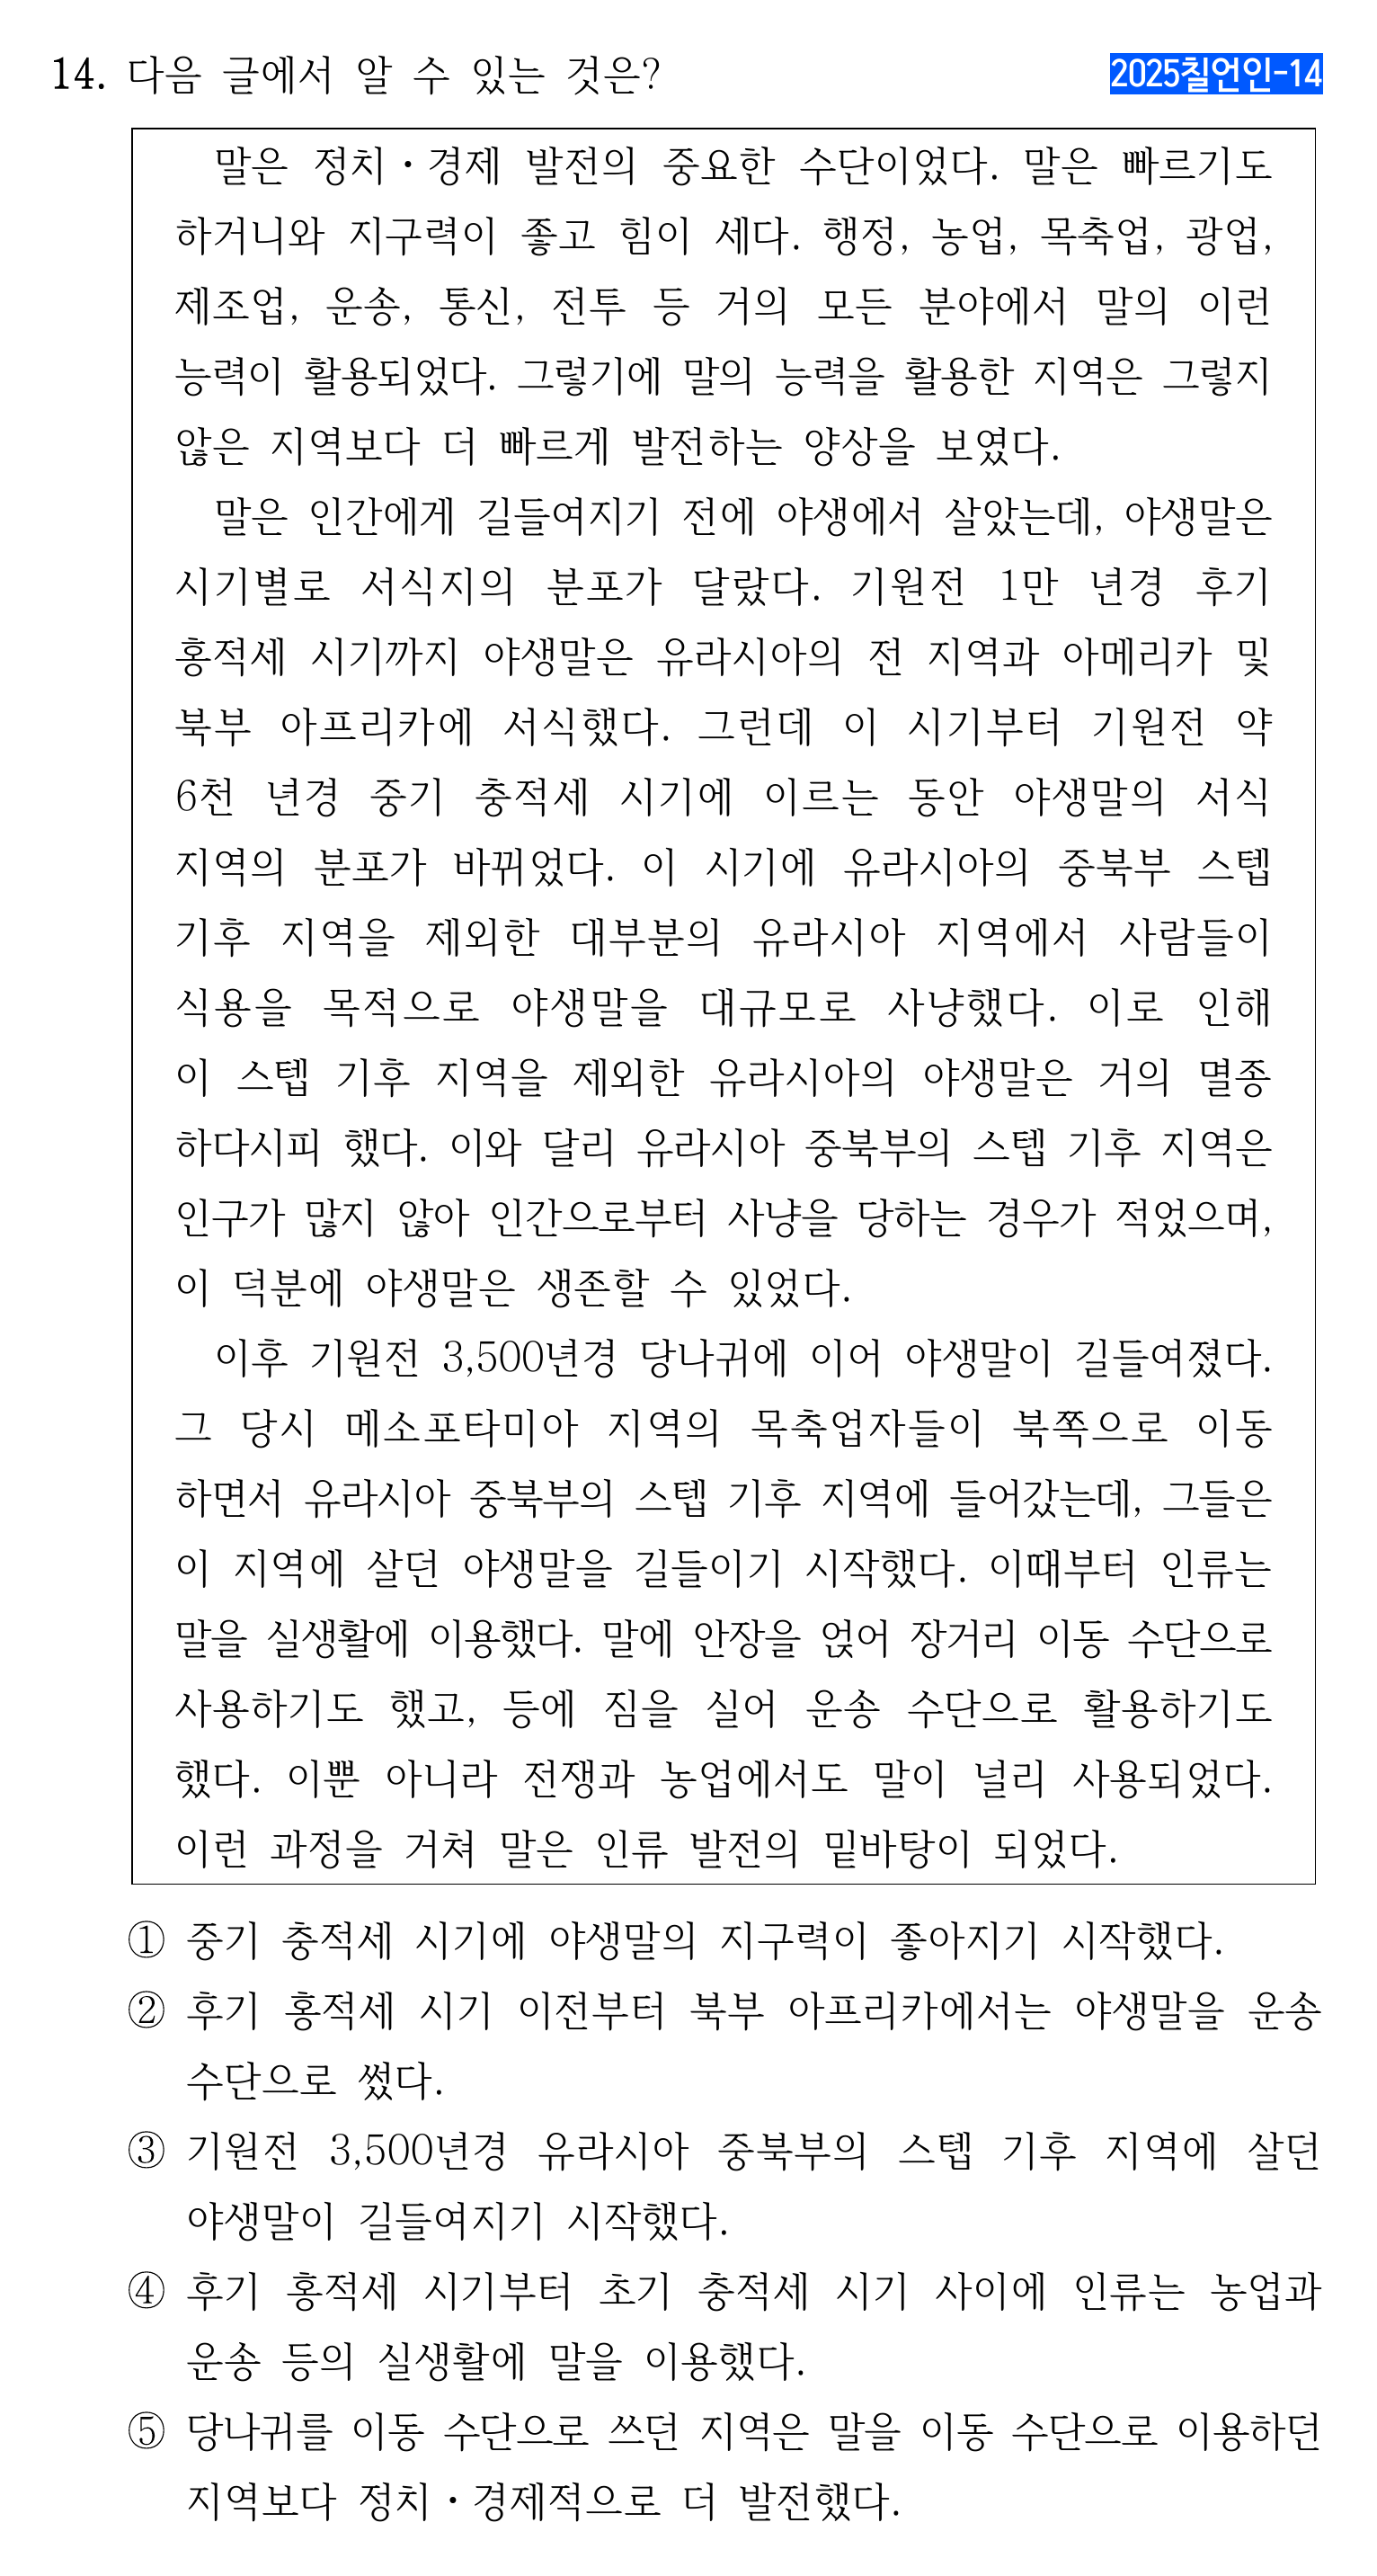 14. 다음 글에서 알 수 있는 것은?
2025칠언인-14
말은 정치・경제 발전의 중요한 수단이었다. 말은 빠르기도
하거니와 지구력이 좋고 힘이 세다. 행정, 농업, 목축업, 광업,
제조업, 운송, 통신, 전투 등 거의 모든 분야에서 말의 이런
능력이 활용되었다. 그렇기에 말의 능력을 활용한 지역은 그렇지
않은 지역보다 더 빠르게 발전하는 양상을 보였다.
말은 인간에게 길들여지기 전에 야생에서 살았는데, 야생말은
시기별로 서식지의 분포가 달랐다. 기원전 1만 년경 후기
홍적세 시기까지 야생말은 유라시아의 전 지역과 아메리카 및
북부 아프리카에 서식했다. 그런데 이 시기부터 기원전 약
6천 년경 중기 충적세 시기에 이르는 동안 야생말의 서식
지역의 분포가 바뀌었다. 이 시기에 유라시아의 중북부 스텝
기후 지역을 제외한 대부분의 유라시아 지역에서 사람들이
식용을 목적으로 야생말을 대규모로 사냥했다. 이로 인해
이 스텝 기후 지역을 제외한 유라시아의 야생말은 거의 멸종
하다시피 했다. 이와 달리 유라시아 중북부의 스텝 기후 지역은
인구가 많지 않아 인간으로부터 사냥을 당하는 경우가 적었으며,
이 덕분에 야생말은 생존할 수 있었다.
이후 기원전 3,500년경 당나귀에 이어 야생말이 길들여졌다.
그 당시 메소포타미아 지역의 목축업자들이 북쪽으로 이동
하면서 유라시아 중북부의 스텝 기후 지역에 들어갔는데, 그들은
이 지역에 살던 야생말을 길들이기 시작했다. 이때부터 인류는
말을 실생활에 이용했다. 말에 안장을 얹어 장거리 이동 수단으로
사용하기도 했고, 등에 짐을 실어 운송 수단으로 활용하기도
했다. 이뿐 아니라 전쟁과 농업에서도 말이 널리 사용되었다.
이런 과정을 거쳐 말은 인류 발전의 밑바탕이 되었다.
① 중기 충적세 시기에 야생말의 지구력이 좋아지기 시작했다.
② 후기 홍적세 시기 이전부터 북부 아프리카에서는 야생말을 운송
수단으로 썼다.
③ 기원전 3,500년경 유라시아 중북부의 스텝 기후 지역에 살던
야생말이 길들여지기 시작했다.
④ 후기 홍적세 시기부터 초기 충적세 시기 사이에 인류는 농업과
운송 등의 실생활에 말을 이용했다.
⑤ 당나귀를 이동 수단으로 쓰던 지역은 말을 이동 수단으로 이용하던
지역보다 정치・경제적으로 더 발전했다.